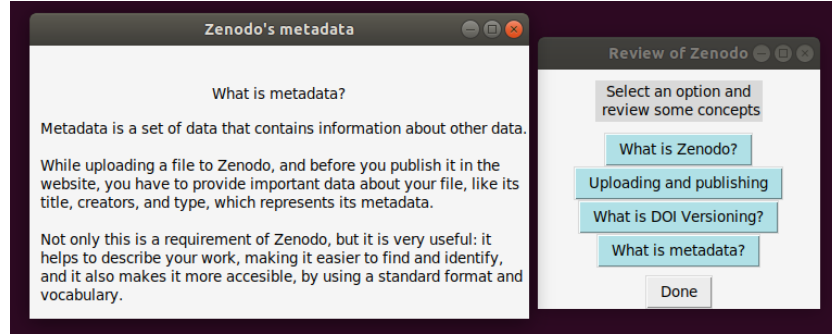 Zenodo's metadata
What is metadata?
Metadata is a set of data that contains information about other data.
While uploading a file to Zenodo, and before you publish it in the
website, you have to provide important data about your file, like its
title, creators, and type, which represents its metadata.
Not only this is a requirement of Zenodo, but it is very useful: it
helps to describe your work, making it easier to find and identify,
and it also makes it more accesible, by using a standard format and
vocabulary.
Review of Zenodo
Select an option and
review some concepts
What is Zenodo?
Uploading and publishing
What is DOI Versioning?
What is metadata?
Done